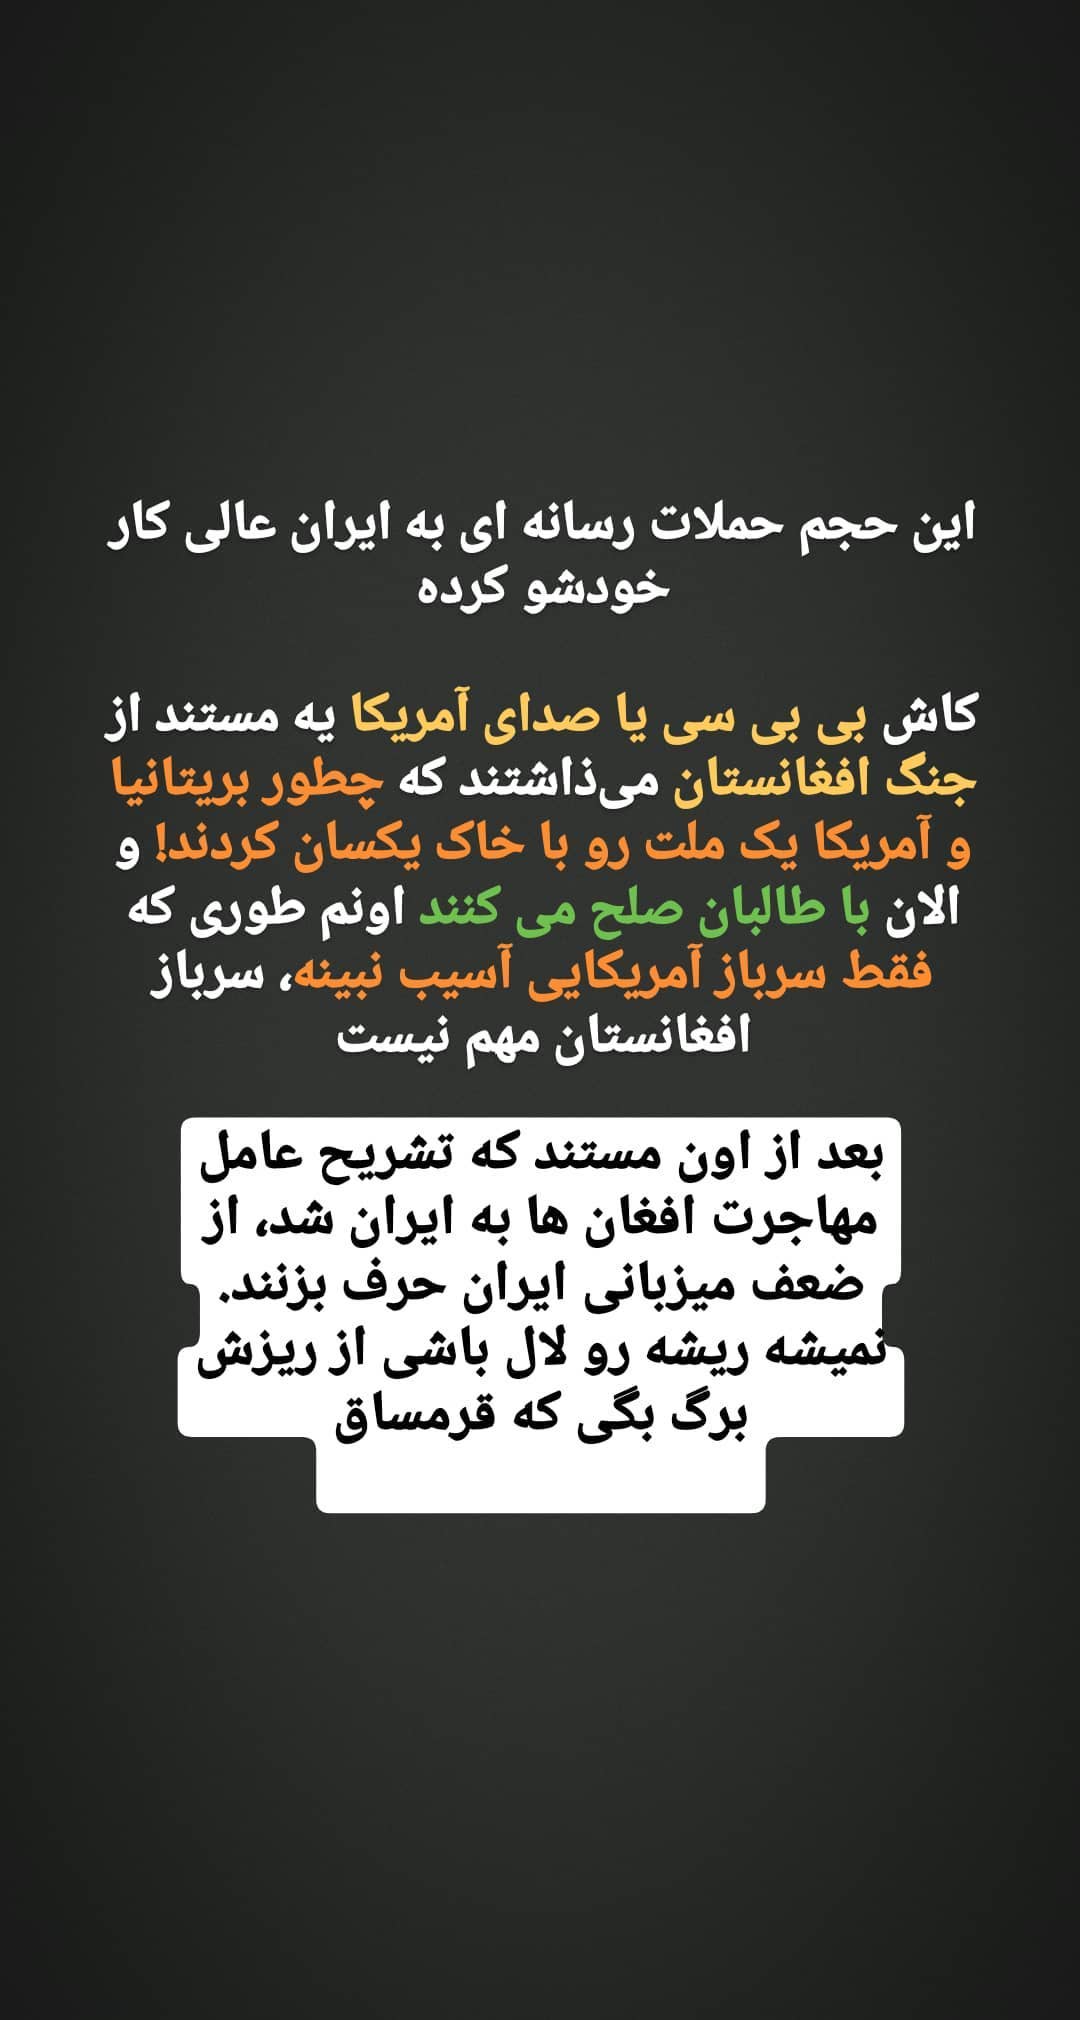 این حجم حملات رسانه ای به ایران عالی کار
خودشو کرده
کاش بی بی سی یا صدای آمریکا یه مستند از
جنگ افغانستان می‌ذاشتند که چطور بریتانیا
و آمریکا یک ملت رو با خاک یکسان کردند! و
الان با طالبان صلح می کنند اونم طوری که
فقط سرباز آمریکایی آسیب نبینه، سرباز
افغانستان مهم نیست
بعد از اون مستند که تشریح عامل
مهاجرت افغان ها به ایران شد، از
ضعف میزبانی ایران حرف بزنند.
نمیشه ریشه رو لال باشی از ریزش
برگ بگی که قرمساق